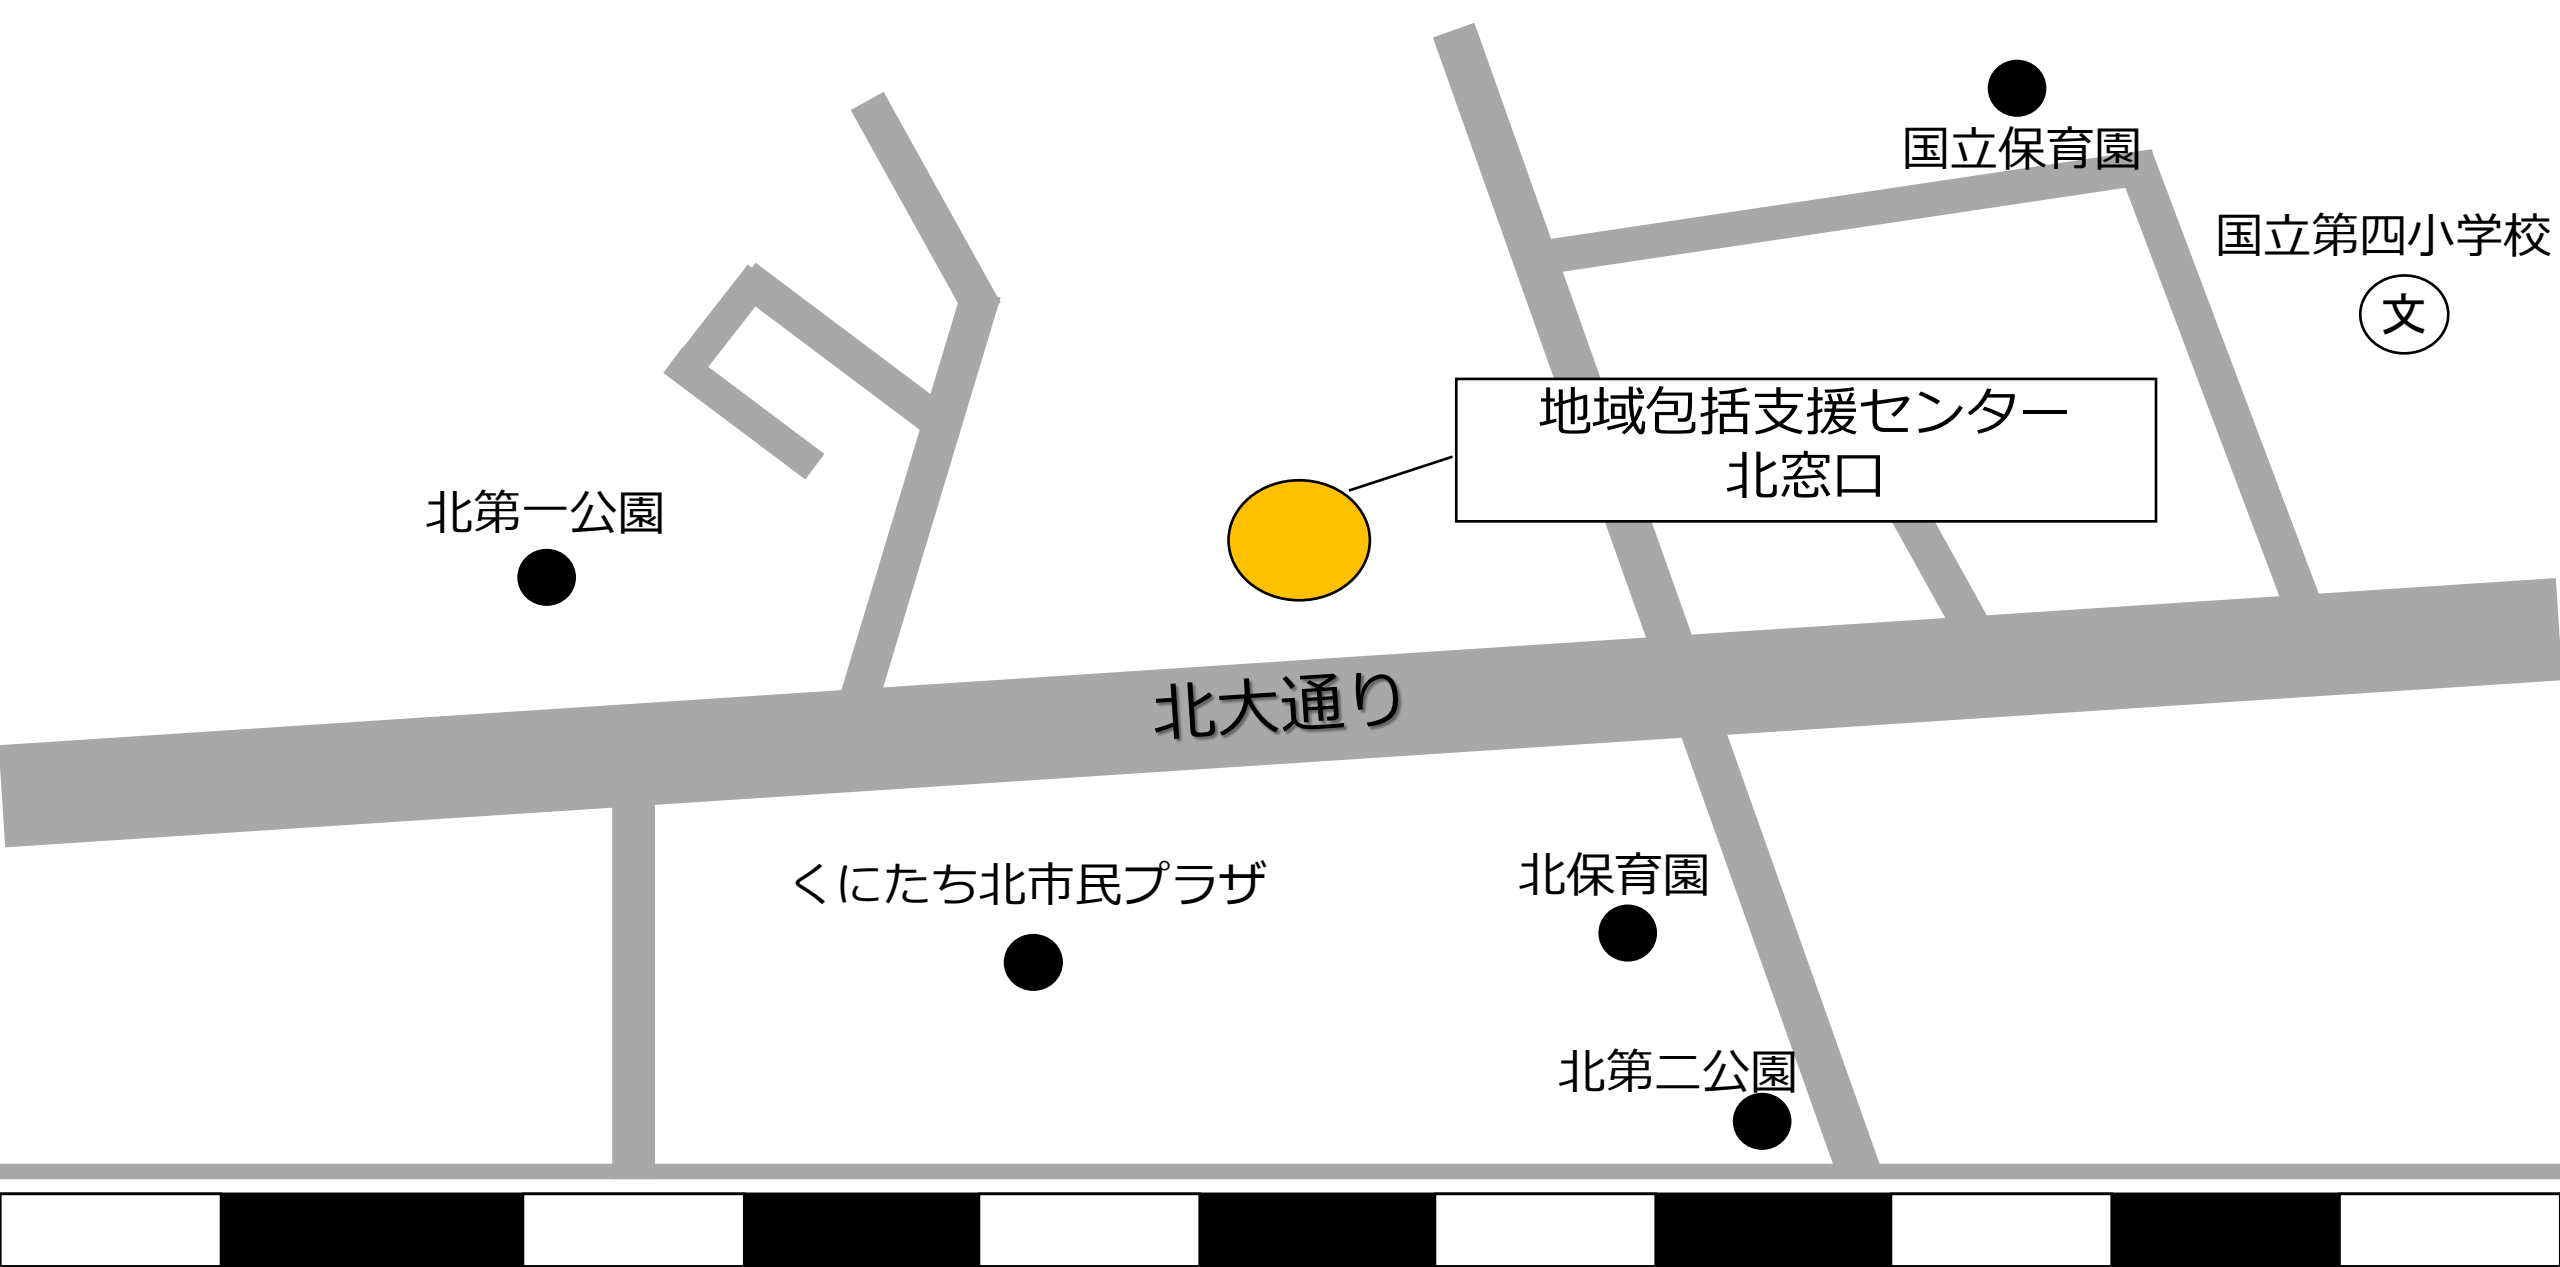 国立保育園
国立第四小学校
文
地域包括支援センター
北窓口
北第一公園
北大通り
くにたち北市民プラザ
北保育園
北第二公園